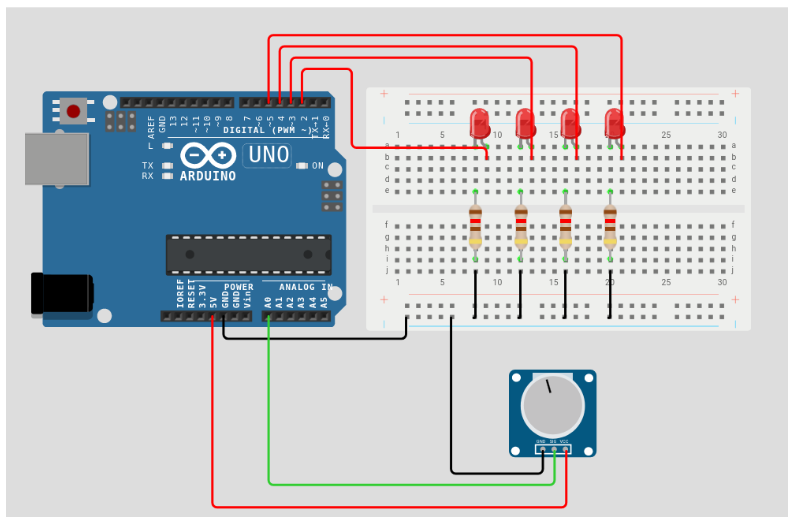 AREF
GND
13
12
~11
~10
~9
8
7
~6
~5
4
~3
2
TX→1
RX←0
DIGITAL (PWM ~)
L
TX
RX
UNO
ON
ARDUINO
POWER
ANALOG IN
IOREF
RESET
3.3V
5V
GND
GND
Vin
A0
A1
A2
A3
A4
A5
1 5 10 15 20 25 30
a a
b b
c c
d d
e e
f f
g g
h h
i i
j j
1 5 10 15 20 25 30
GND SIG VCC